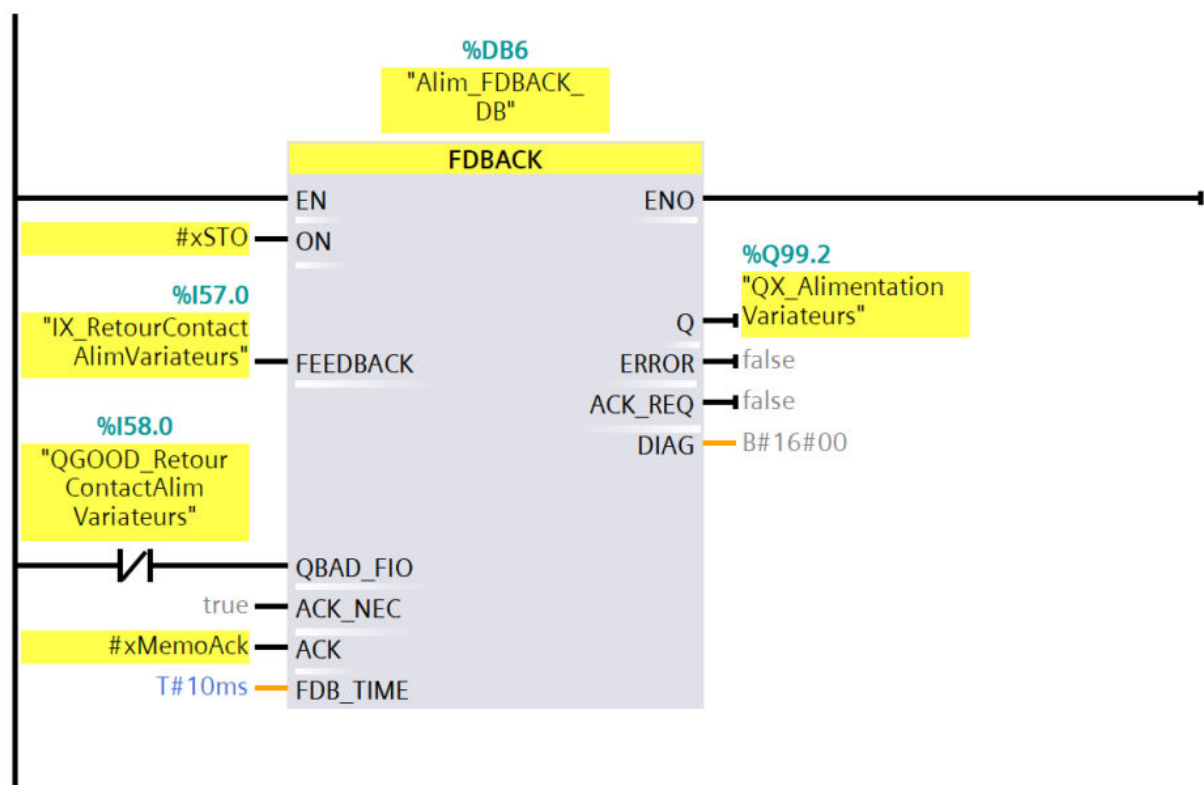 %DB6
"Alim_FDBACK_
DB"
FDBACK
EN
ENO
#xSTO
ON
%Q99.2
"QX_Alimentation
Variateurs"
Q
%I57.0
"IX_RetourContact
AlimVariateurs"
FEEDBACK
ERROR
false
ACK_REQ
false
DIAG
B#16#00
%I58.0
"QGOOD_Retour
ContactAlim
Variateurs"
QBAD_FIO
true
ACK_NEC
#xMemoAck
ACK
T#10ms
FDB_TIME